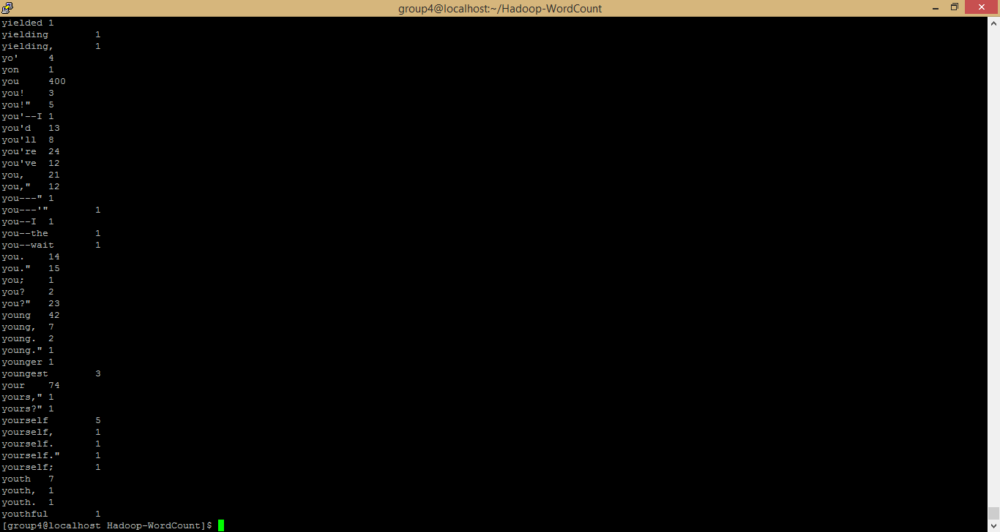 group4@localhost:~/Hadoop-WordCount
yielded 1
yielding 1
yielding, 1
yo' 4
yon 1
you 400
you! 3
you!" 5
you'--I 1
you'd 13
you'll 8
you're 24
you've 12
you, 21
you," 12
you---" 1
you---'" 1
you--I 1
you--the 1
you--wait 1
you. 14
you." 15
you; 1
you? 2
you?" 23
young 42
young, 7
young. 2
young." 1
younger 1
youngest 3
your 74
yours," 1
yours?" 1
yourself 5
yourself, 1
yourself. 1
yourself." 1
yourself; 1
youth 7
youth, 1
youth. 1
youthful 1
[group4@localhost Hadoop-WordCount]$